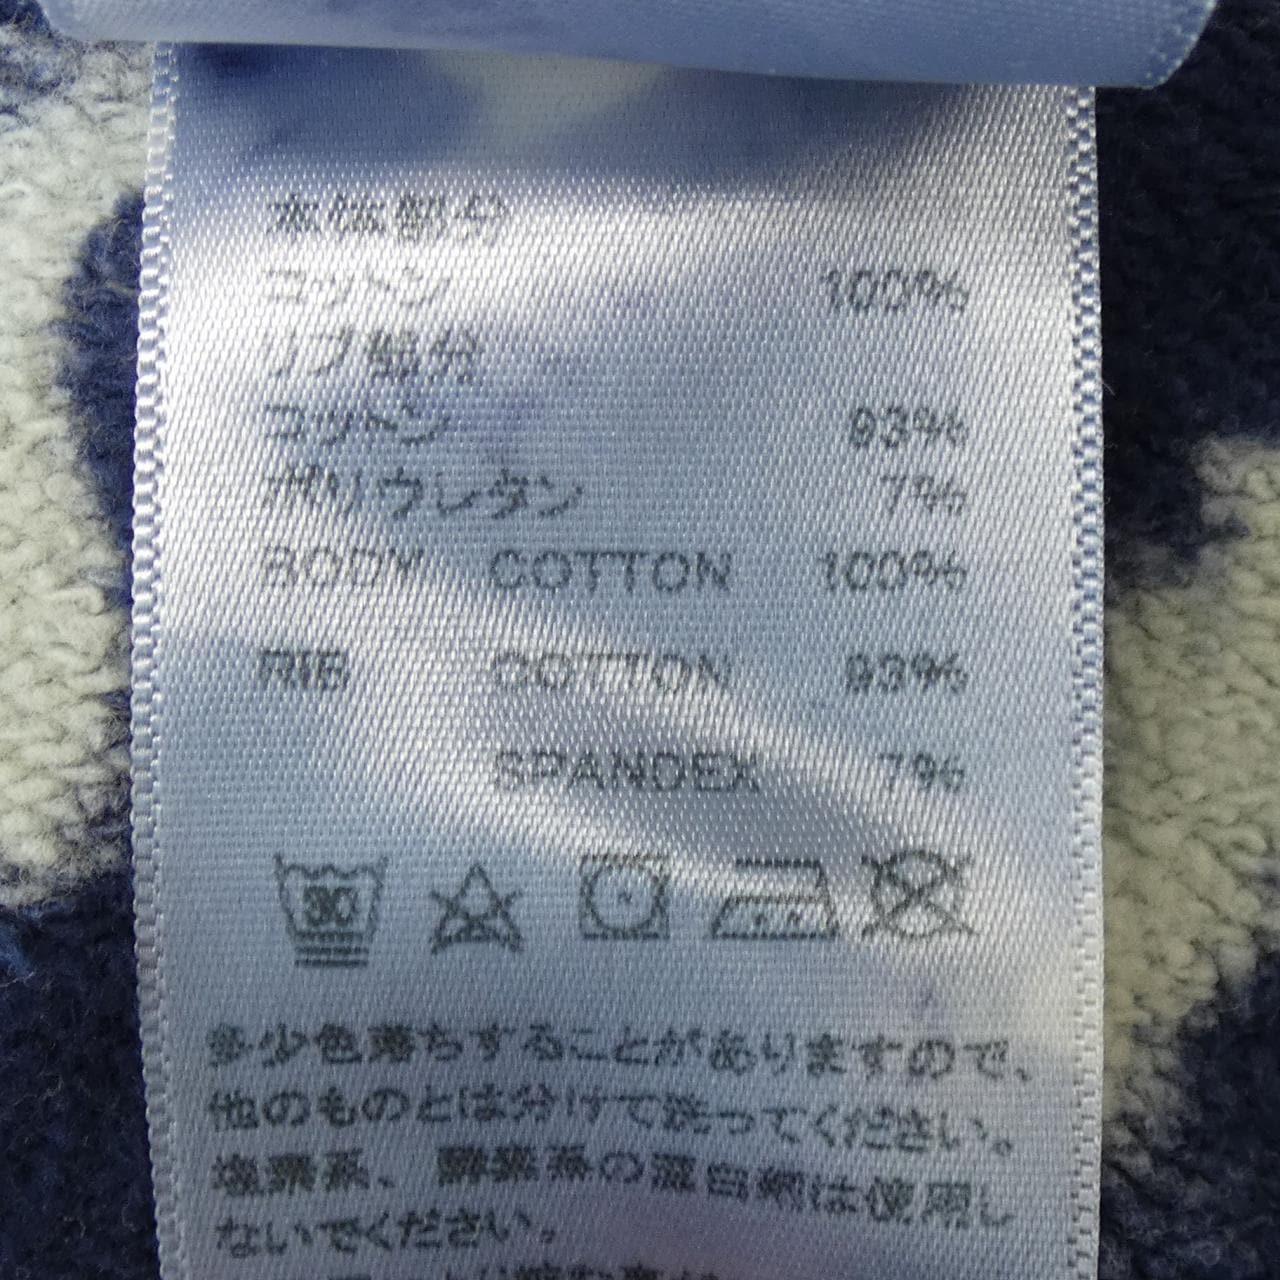 本体部分
コットン 100%
リブ部分
コットン 93%
ポリウレタン 7%
BODY COTTON 100%
RIB COTTON 93%
SPANDEX 7%
30
多少色落ちすることがありますので、
他のものとは分けて洗ってください。
塩素系、酵素系の漂白剤は使用し
ないでください。